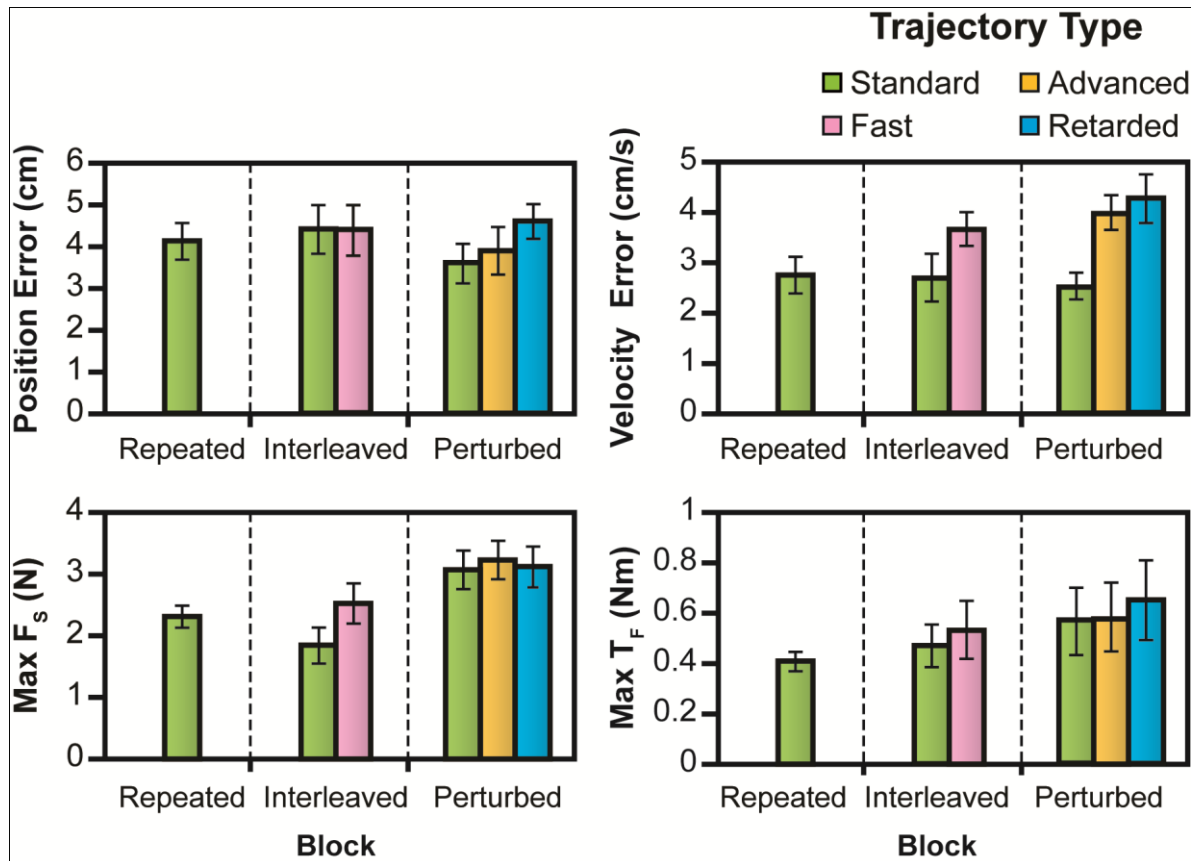 Trajectory Type
Standard Advanced
Fast Retarded
Position Error (cm)
6
5
4
3
2
1
0
Repeated Interleaved Perturbed
Velocity Error (cm/s)
5
4
3
2
1
0
Repeated Interleaved Perturbed
Max FS (N)
4
3
2
1
0
Repeated Interleaved Perturbed
Block
Max TF (Nm)
1
0.8
0.6
0.4
0.2
0
Repeated Interleaved Perturbed
Block